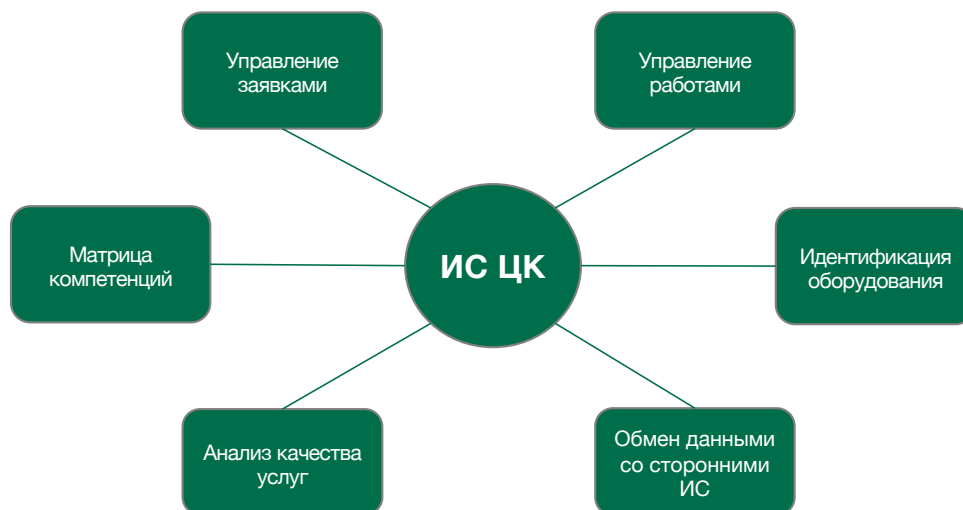 Управление
заявками
Управление
работами
Матрица
компетенций
ИС ЦК
Идентификация
оборудования
Анализ качества
услуг
Обмен данными
со сторонними
ИС